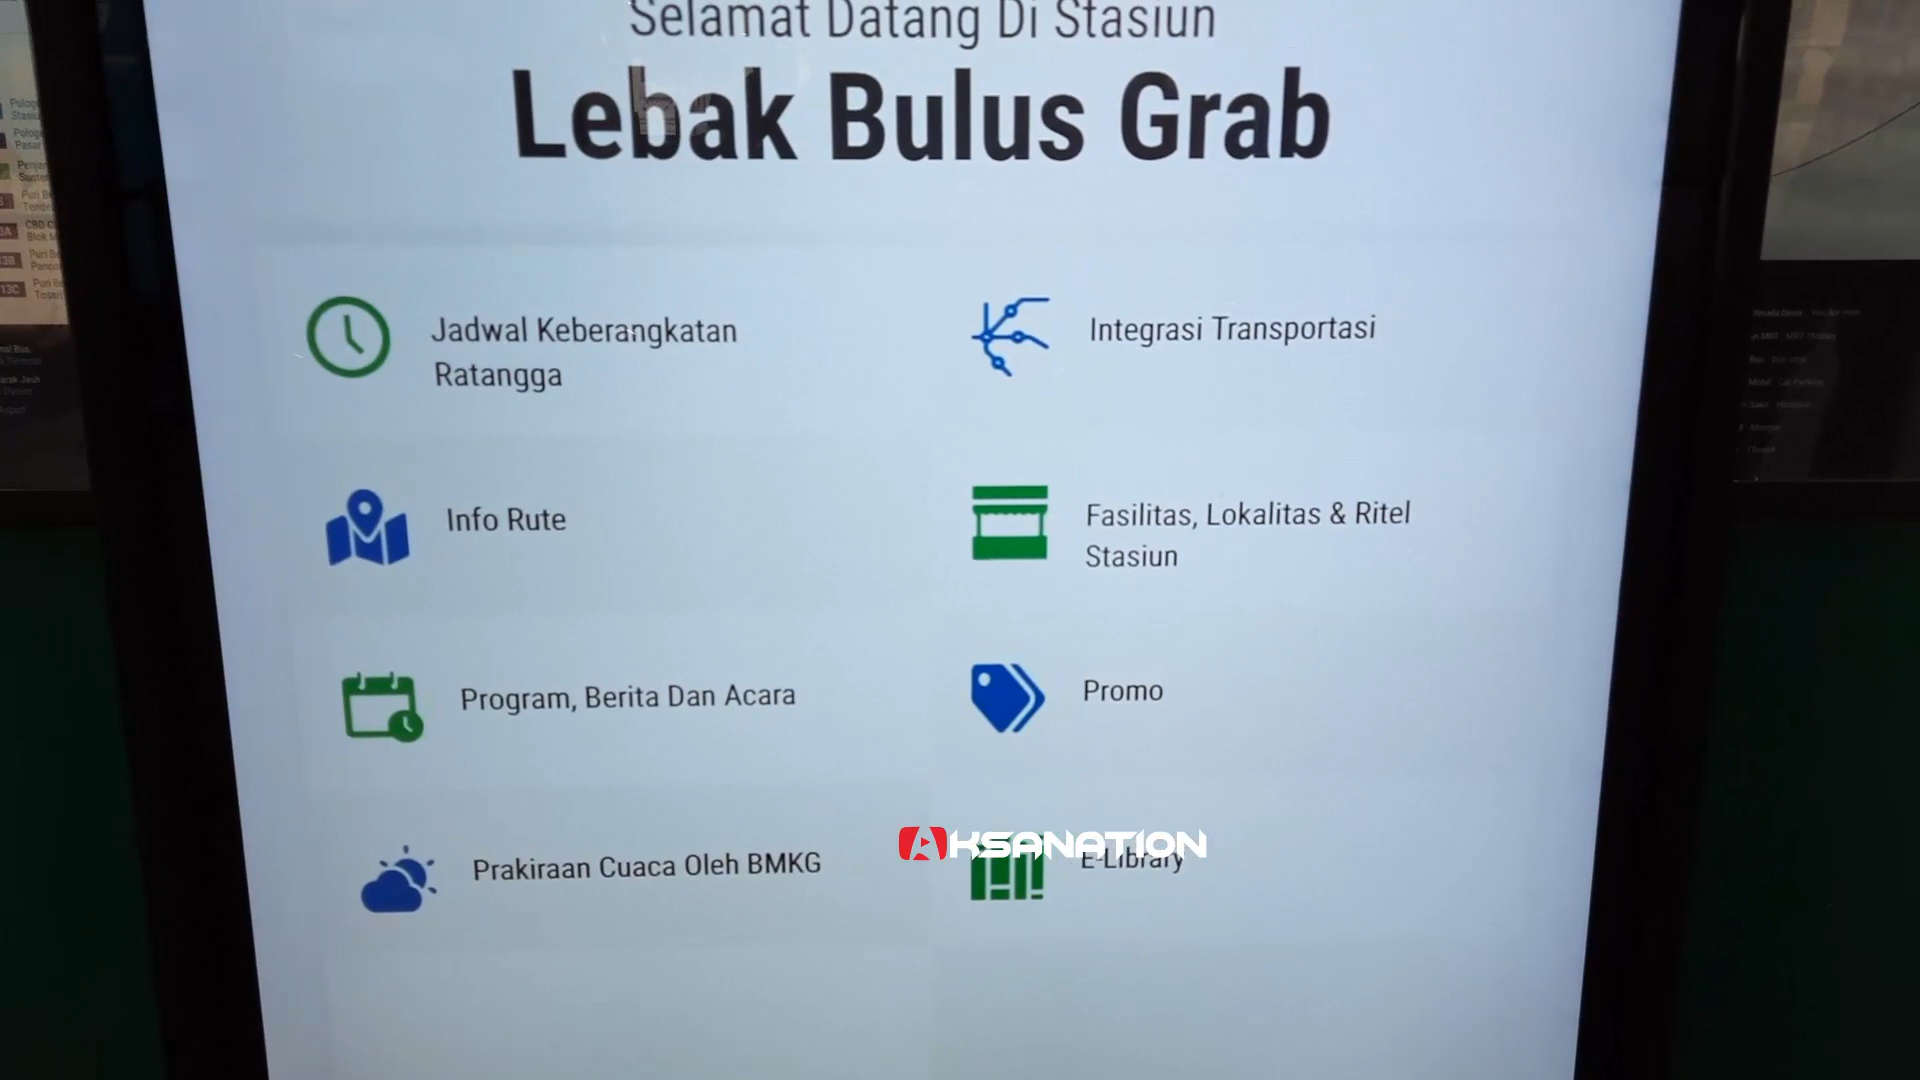 Selamat Datang Di Stasiun
Lebak Bulus Grab
Jadwal Keberangkatan
Ratangga
Integrasi Transportasi
Info Rute
Fasilitas, Lokalitas & Ritel
Stasiun
Program, Berita Dan Acara
Promo
Prakiraan Cuaca Oleh BMKG
E-Library
AKSANATION